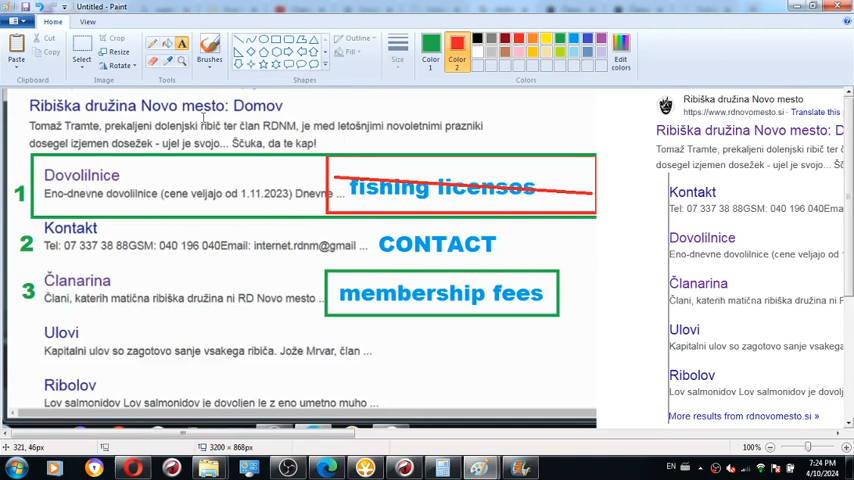 Untitled - Paint
Home
View
Paste
Cut
Copy
Clipboard
Select
Crop
Resize
Rotate
Image
Tools
Brushes
Outline
Fill
Shapes
Size
Color 1
Color 2
Colors
Edit colors
Ribiška družina Novo mesto: Domov
Tomaž Tramte, prekaljeni dolenjski ribič ter član RDNM, je med letošnjimi novoletnimi prazniki
dosegel izjemen dosežek - ujel je svojo... Ščuka, da te kap!
1
Dovolilnice
Eno-dnevne dovolilnice (cene veljajo od 1.11.2023) Dnevne ...
fishing licenses
2
Kontakt
Tel: 07 337 38 88GSM: 040 196 040Email: internet.rdnm@gmail ...
CONTACT
3
Članarina
Člani, katerih matična ribiška družina ni RD Novo mesto ...
membership fees
Ulovi
Kapitalni ulov so zagotovo sanje vsakega ribiča. Jože Mrvar, član ...
Ribolov
Lov salmonidov Lov salmonidov je dovoljen le z eno umetno muho ...
Ribiška družina Novo mesto
https://www.rdnovomesto.si · Translate this
Ribiška družina Novo mesto: D
Tomaž Tramte, prekaljeni dolenjski ribič
dosegel izjemen dosežek - ujel je svojo..
Kontakt
Tel: 07 337 38 88GSM: 040 196 040E
Dovolilnice
Eno-dnevne dovolilnice (cene veljajo
Članarina
Člani, katerih matična ribiška družina
Ulovi
Kapitalni ulov so zagotovo sanje vsake
Ribolov
Lov salmonidov Lov salmonidov je dovolj
More results from rdnovomesto.si »
321, 46px
3200 × 868px
100%
EN
7:24 PM
4/10/2024